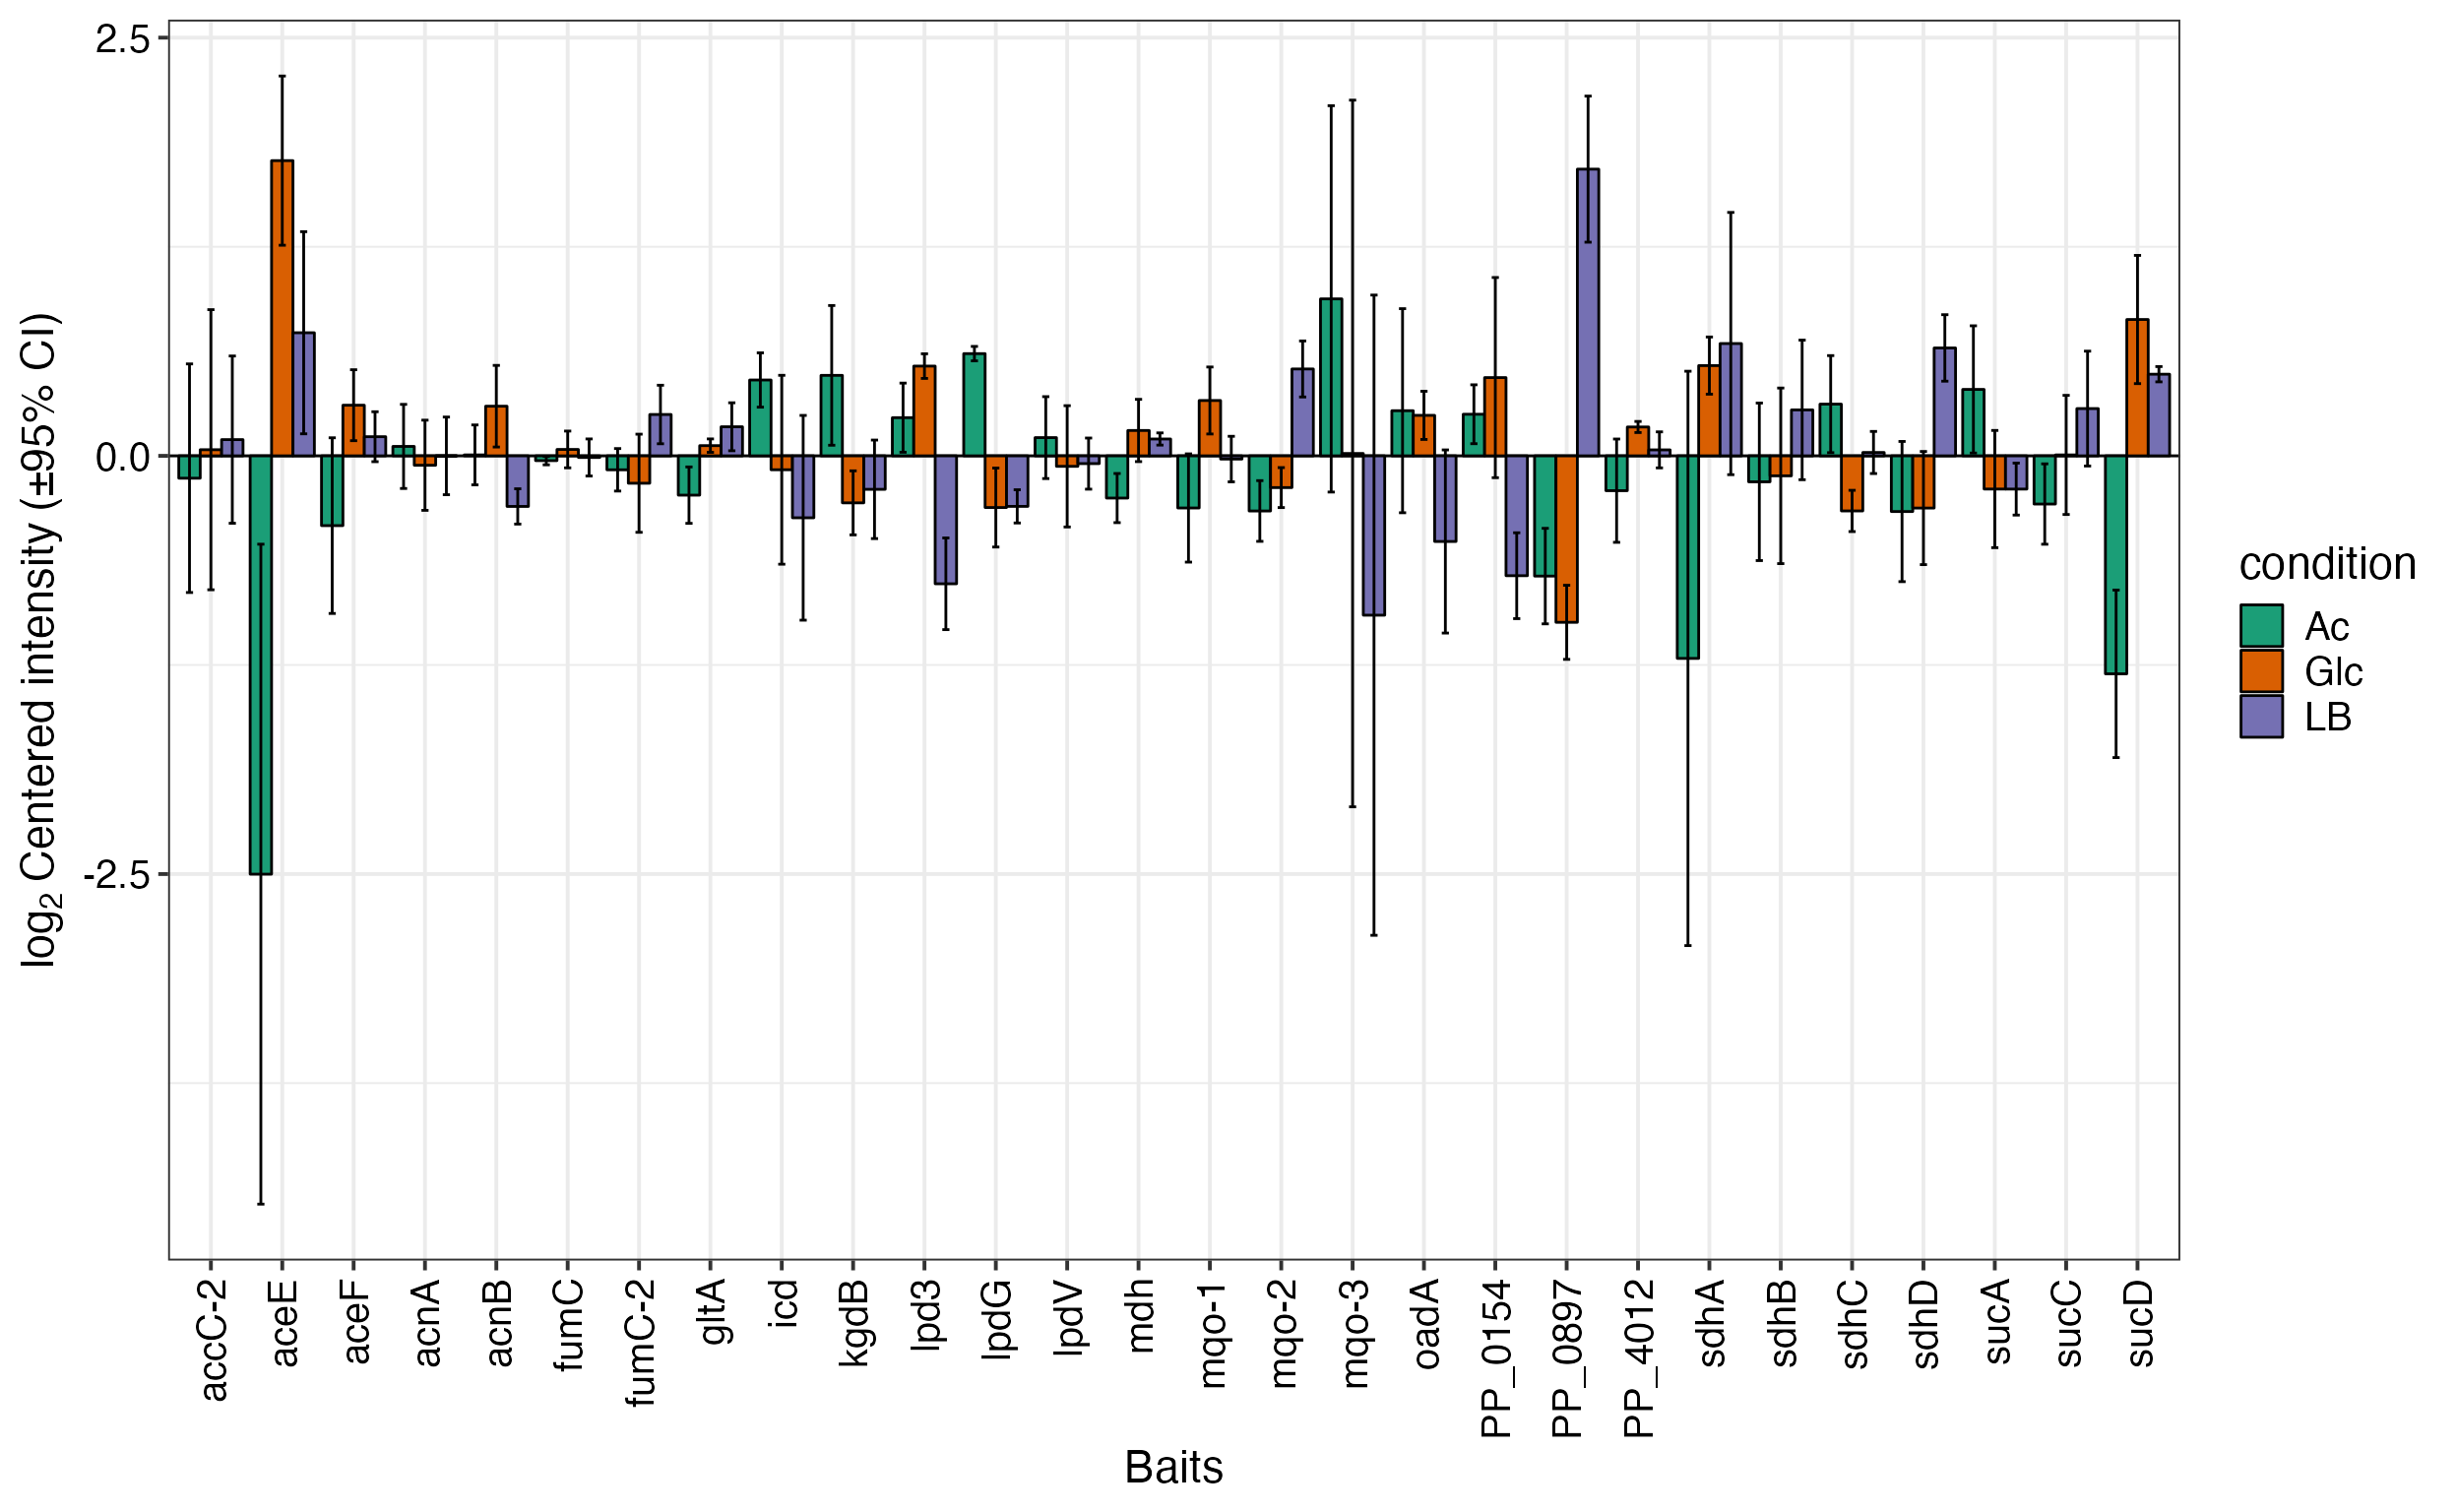 log2 Centered intensity (±95% CI)
2.5
0.0
-2.5
accC-2
aceE
aceF
acnA
acnB
fumC
fumC-2
gltA
icd
kgdB
lpd3
lpdG
lpdV
mdh
mqo-1
mqo-2
mqo-3
oadA
PP_0154
PP_0897
PP_4012
sdhA
sdhB
sdhC
sdhD
sucA
sucC
sucD
Baits
condition
Ac
Glc
LB